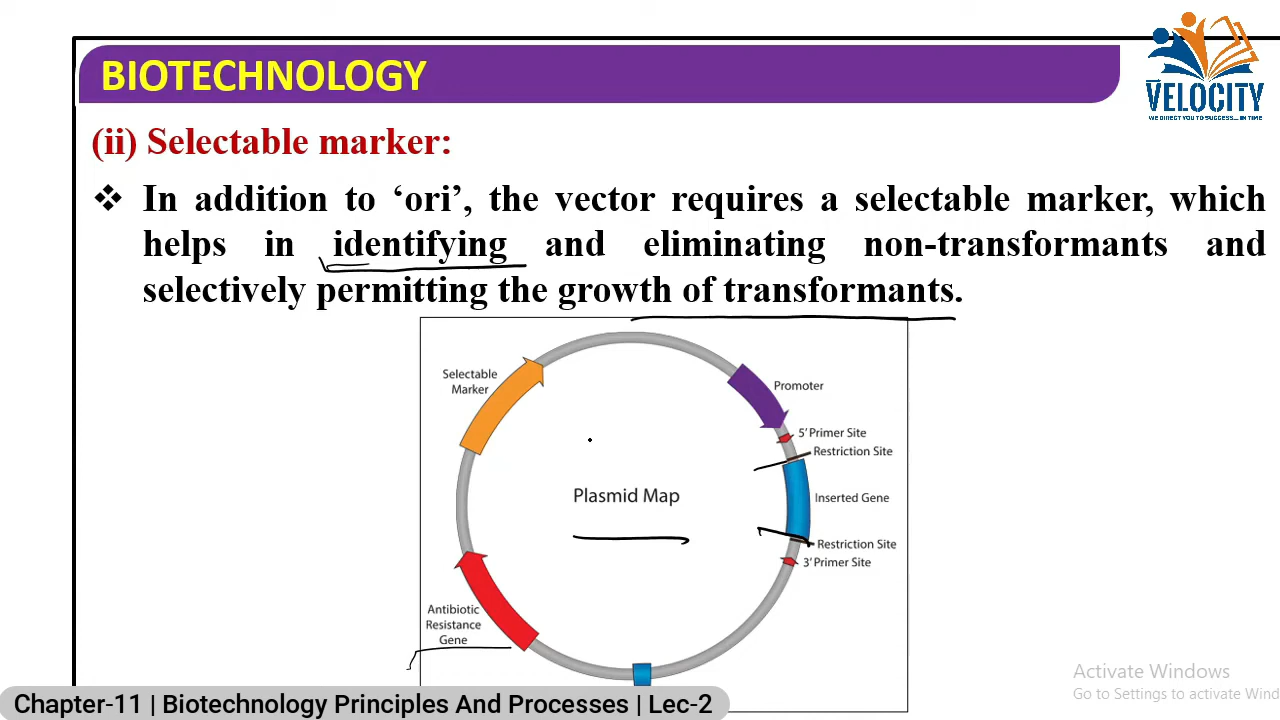 BIOTECHNOLOGY
VELOCITY
WE DIRECT YOU TO SUCCESS.... IN TIME
(ii) Selectable marker:
❖ In addition to ‘ori’, the vector requires a selectable marker, which
helps in identifying and eliminating non-transformants and
selectively permitting the growth of transformants.
Selectable
Marker
Promoter
5' Primer Site
Restriction Site
Plasmid Map
Inserted Gene
Restriction Site
3' Primer Site
Antibiotic
Resistance
Gene
Activate Windows
Go to Settings to activate Wind
Chapter-11 | Biotechnology Principles And Processes | Lec-2